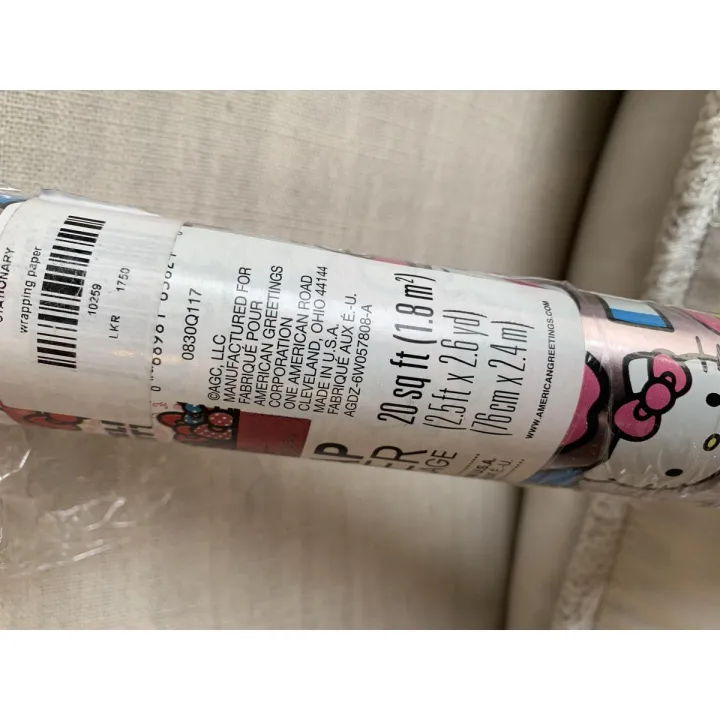 STATIONARY
wrapping paper
10259
LKR 1750
0830Q117
©AGC, LLC
MANUFACTURED FOR
FABRIQUÉ POUR
AMERICAN GREETINGS
CORPORATION
ONE AMERICAN ROAD
CLEVELAND, OHIO 44144
MADE IN U.S.A.
FABRIQUÉ AUX É.-U.
AGDZ-6W057808-A
20 sq ft (1.8 m²)
(2.5 ft x 2.6 yd)
(76 cm x 2.4 m)
WWW.AMERICANGREETINGS.COM